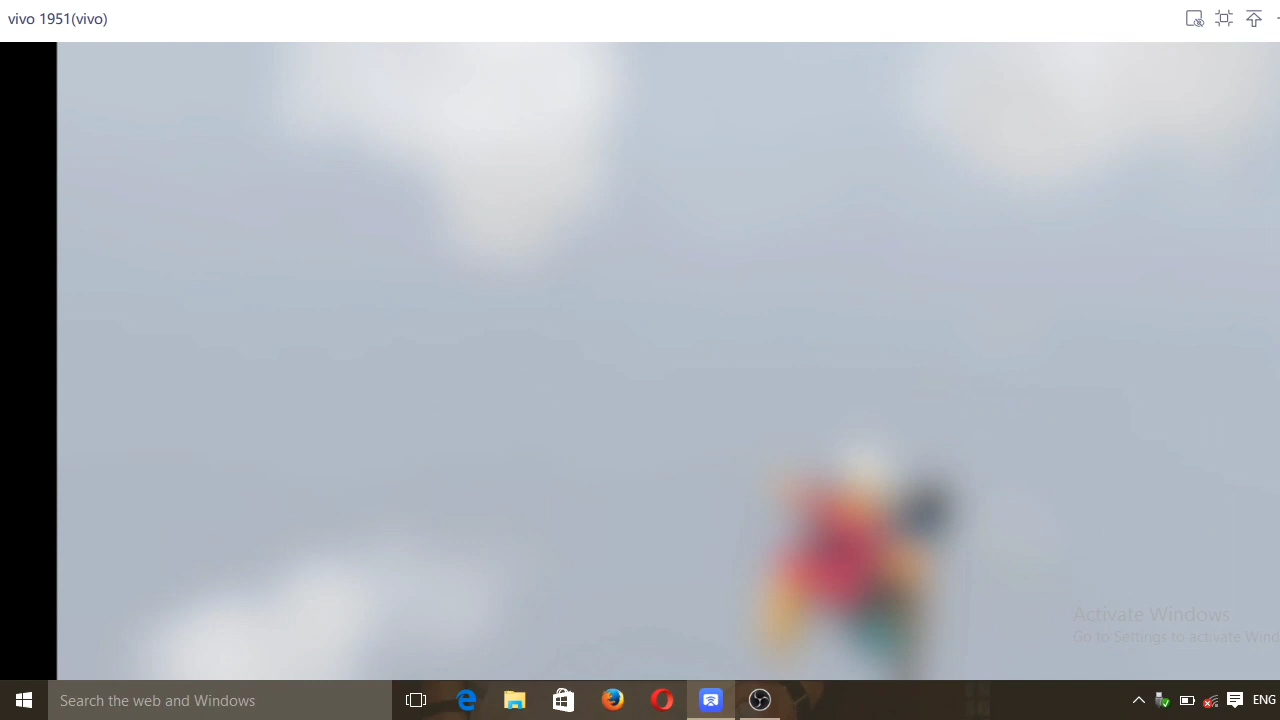 vivo 1951(vivo)
Activate Windows
Go to Settings to activate Wind
Search the web and Windows
ENG